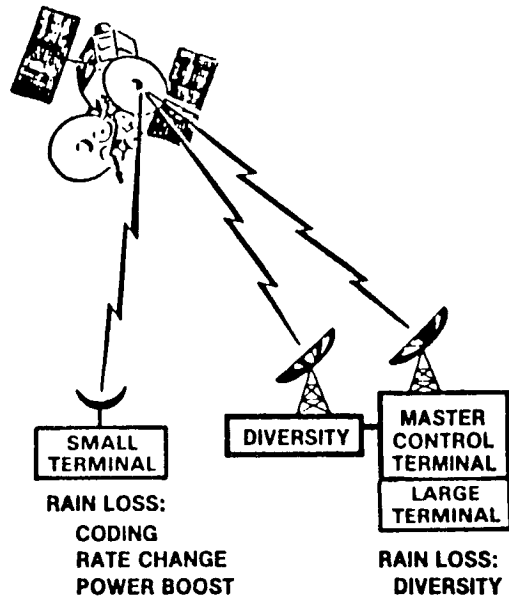 SMALL
TERMINAL
RAIN LOSS:
CODING
RATE CHANGE
POWER BOOST
DIVERSITY
MASTER
CONTROL
TERMINAL
LARGE
TERMINAL
RAIN LOSS:
DIVERSITY